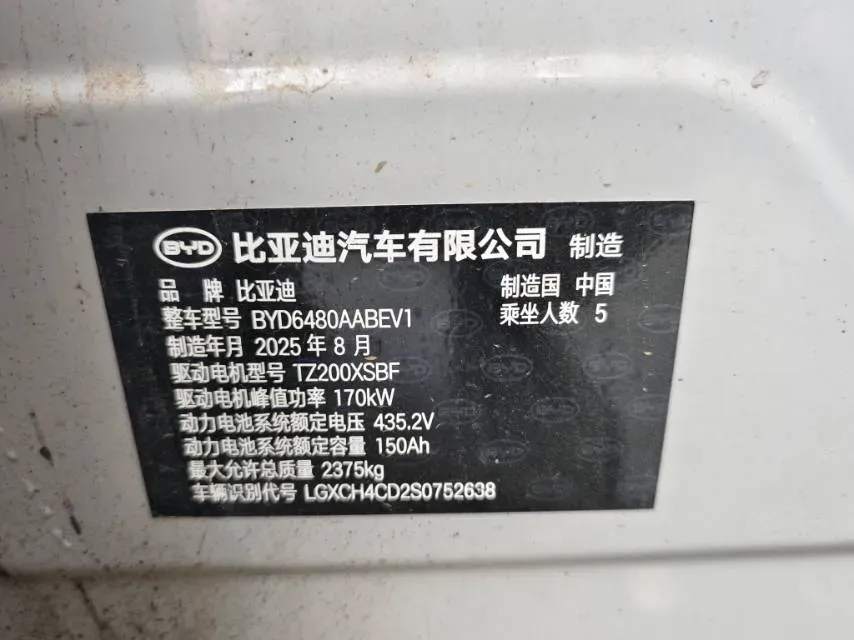 BYD 比亚迪汽车有限公司 制造
品 牌 比亚迪 制造国 中国
整车型号 BYD6480AABEV1 乘坐人数 5
制造年月 2025 年 8 月
驱动电机型号 TZ200XSBF
驱动电机峰值功率 170kW
动力电池系统额定电压 435.2V
动力电池系统额定容量 150Ah
最大允许总质量 2375kg
车辆识别代号 LGXCH4CD2S0752638